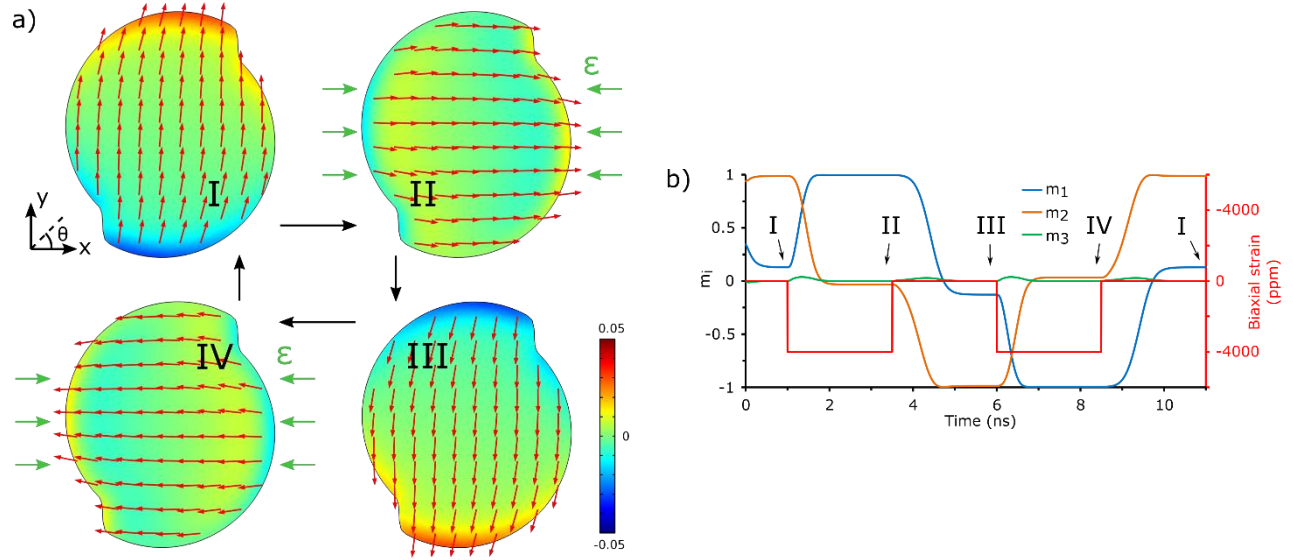 a)
I
II
ε
ε
y
θ
x
IV
ε
III
0.05
0
-0.05
b)
1
0.5
0
-0.5
-1
m_i
I
II
III
IV
I
m₁
m₂
m₃
-4000
0
-4000
Biaxial strain
(ppm)
0
2
4
6
8
10
Time (ns)